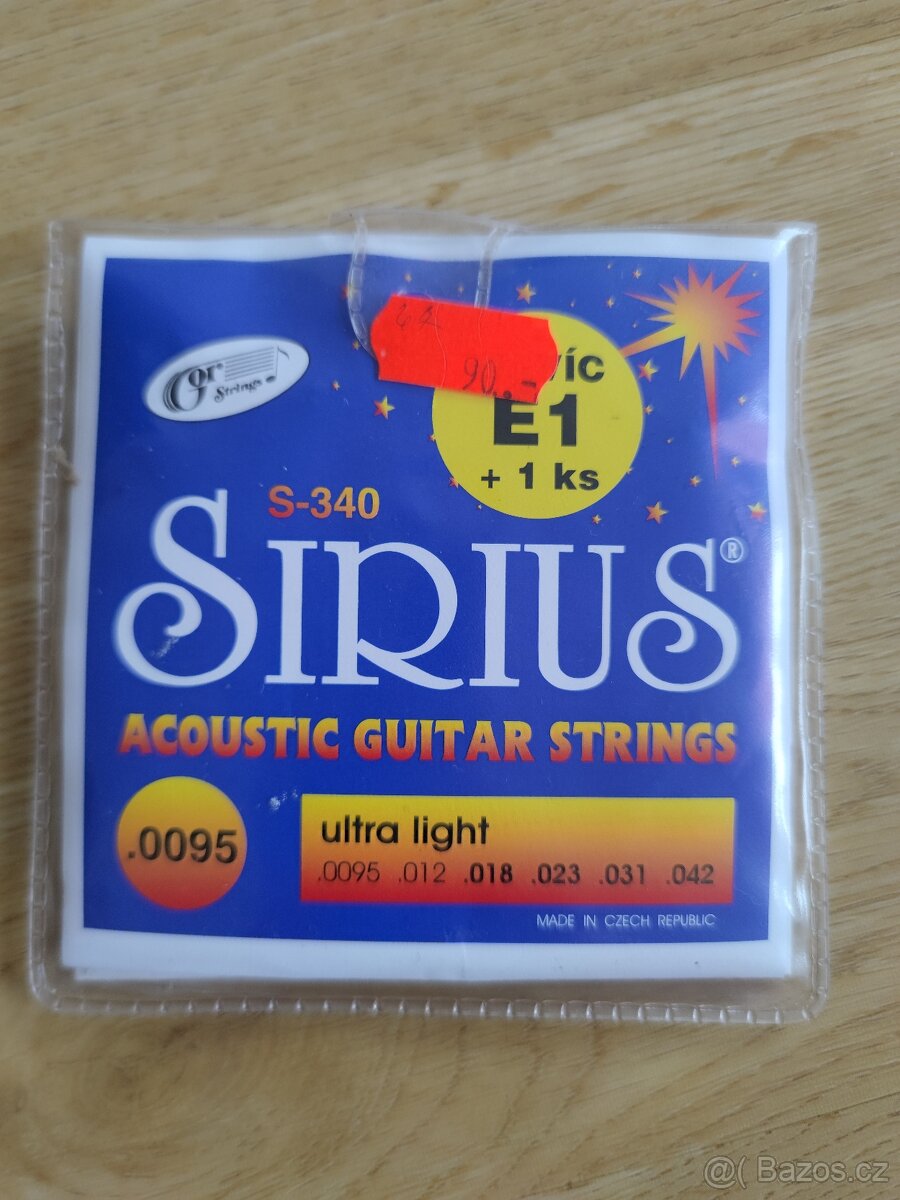 90,-
víc
E1
+ 1 ks
Gor
Strings
S-340
SIRIUS®
ACOUSTIC GUITAR STRINGS
.0095
ultra light
.0095 .012 .018 .023 .031 .042
MADE IN CZECH REPUBLIC
@( Bazos.cz